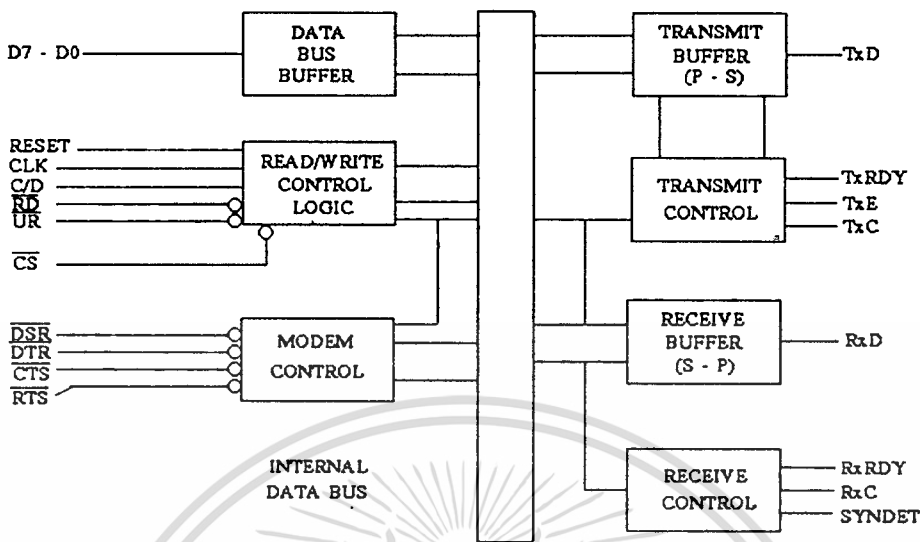 D7 - D0
DATA
BUS
BUFFER
TRANSMIT
BUFFER
(P - S)
TxD
RESET
CLK
C/D
RD
UR
CS
READ/WRITE
CONTROL
LOGIC
TRANSMIT
CONTROL
TxRDY
TxE
TxC
DSR
DTR
CTS
RTS
MODEM
CONTROL
RECEIVE
BUFFER
(S - P)
RxD
INTERNAL
DATA BUS
RECEIVE
CONTROL
RxRDY
RxC
SYNDET